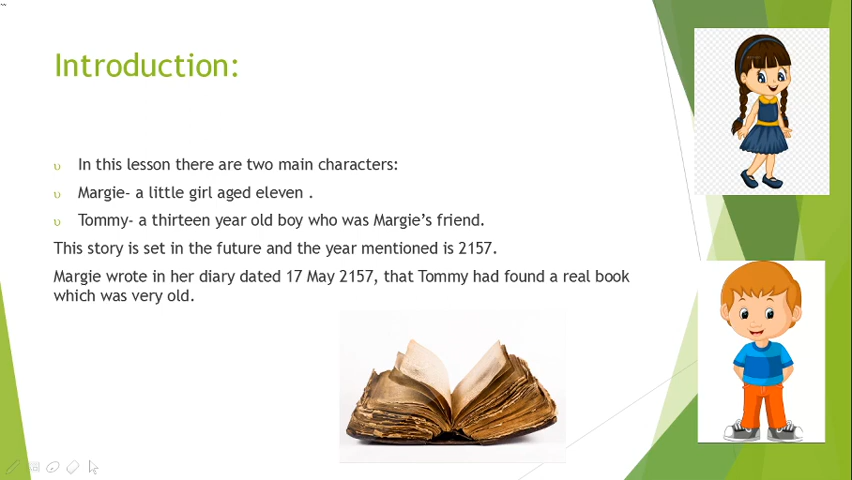 Introduction:
In this lesson there are two main characters:
Margie- a little girl aged eleven .
Tommy- a thirteen year old boy who was Margie’s friend.
This story is set in the future and the year mentioned is 2157.
Margie wrote in her diary dated 17 May 2157, that Tommy had found a real book
which was very old.